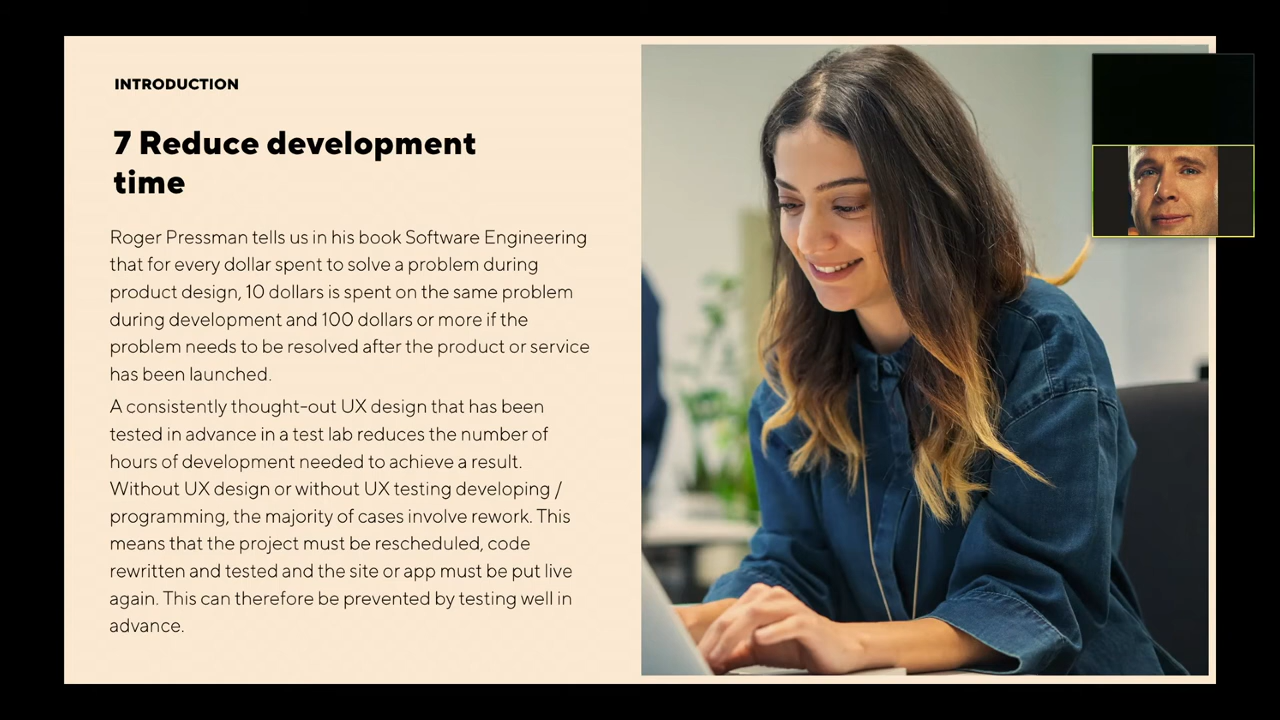 INTRODUCTION
7 Reduce development
time
Roger Pressman tells us in his book Software Engineering
that for every dollar spent to solve a problem during
product design, 10 dollars is spent on the same problem
during development and 100 dollars or more if the
problem needs to be resolved after the product or service
has been launched.
A consistently thought-out UX design that has been
tested in advance in a test lab reduces the number of
hours of development needed to achieve a result.
Without UX design or without UX testing developing /
programming, the majority of cases involve rework. This
means that the project must be rescheduled, code
rewritten and tested and the site or app must be put live
again. This can therefore be prevented by testing well in
advance.